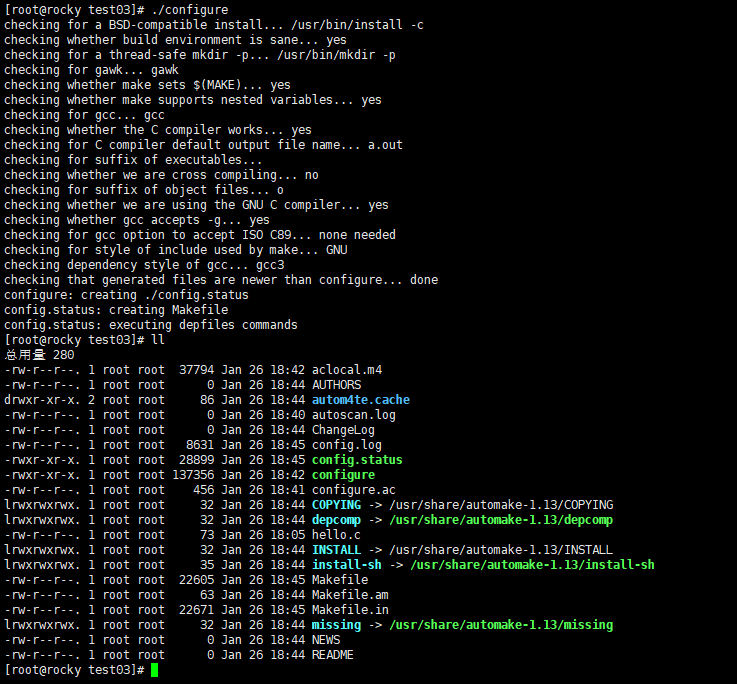 [root@rocky test03]# ./configure
checking for a BSD-compatible install... /usr/bin/install -c
checking whether build environment is sane... yes
checking for a thread-safe mkdir -p... /usr/bin/mkdir -p
checking for gawk... gawk
checking whether make sets $(MAKE)... yes
checking whether make supports nested variables... yes
checking for gcc... gcc
checking whether the C compiler works... yes
checking for C compiler default output file name... a.out
checking for suffix of executables...
checking whether we are cross compiling... no
checking for suffix of object files... o
checking whether we are using the GNU C compiler... yes
checking whether gcc accepts -g... yes
checking for gcc option to accept ISO C89... none needed
checking for style of include used by make... GNU
checking dependency style of gcc... gcc3
checking that generated files are newer than configure... done
configure: creating ./config.status
config.status: creating Makefile
config.status: executing depfiles commands
[root@rocky test03]# ll
总用量 280
-rw-r--r--. 1 root root  37794 Jan 26 18:42 aclocal.m4
-rw-r--r--. 1 root root      0 Jan 26 18:44 AUTHORS
drwxr-xr-x. 2 root root     86 Jan 26 18:44 autom4te.cache
-rw-r--r--. 1 root root      0 Jan 26 18:40 autoscan.log
-rw-r--r--. 1 root root      0 Jan 26 18:44 ChangeLog
-rw-r--r--. 1 root root   8631 Jan 26 18:45 config.log
-rwxr-xr-x. 1 root root  28899 Jan 26 18:45 config.status
-rwxr-xr-x. 1 root root 137356 Jan 26 18:42 configure
-rw-r--r--. 1 root root    456 Jan 26 18:41 configure.ac
lrwxrwxrwx. 1 root root     32 Jan 26 18:44 COPYING -> /usr/share/automake-1.13/COPYING
lrwxrwxrwx. 1 root root     32 Jan 26 18:44 depcomp -> /usr/share/automake-1.13/depcomp
-rw-r--r--. 1 root root     73 Jan 26 18:05 hello.c
lrwxrwxrwx. 1 root root     32 Jan 26 18:44 INSTALL -> /usr/share/automake-1.13/INSTALL
lrwxrwxrwx. 1 root root     35 Jan 26 18:44 install-sh -> /usr/share/automake-1.13/install-sh
-rw-r--r--. 1 root root  22605 Jan 26 18:45 Makefile
-rw-r--r--. 1 root root     63 Jan 26 18:44 Makefile.am
-rw-r--r--. 1 root root  22671 Jan 26 18:45 Makefile.in
lrwxrwxrwx. 1 root root     32 Jan 26 18:44 missing -> /usr/share/automake-1.13/missing
-rw-r--r--. 1 root root      0 Jan 26 18:44 NEWS
-rw-r--r--. 1 root root      0 Jan 26 18:44 README
[root@rocky test03]#